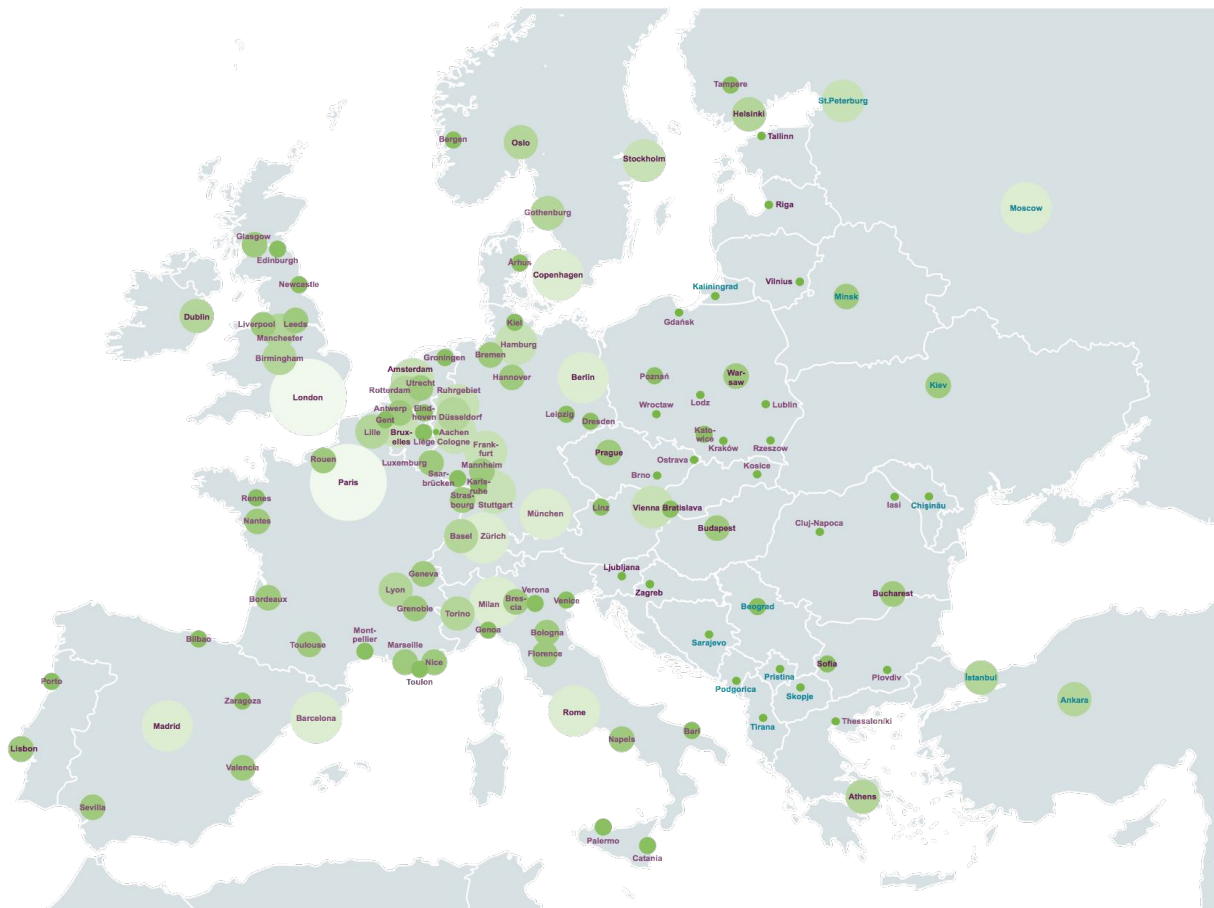 Tampere
St.Peterburg
Helsinki
Tallinn
Bergen
Oslo
Stockholm
Riga
Moscow
Gothenburg
Glasgow
Edinburgh
Århus
Copenhagen
Newcastle
Kaliningrad
Vilnius
Minsk
Gdańsk
Dublin
Liverpool
Leeds
Manchester
Birmingham
Kiel
Hamburg
Bremen
Groningen
Amsterdam
Hannover
Berlin
Poznań
War-
saw
Kiev
Utrecht
Rotterdam
Ruhrgebiet
London
Lodz
Lublin
Antwerp
Eind-
hoven
Düsseldorf
Gent
Leipzig
Dresden
Wroctaw
Lille
Brux-
elles
Aachen
Liège
Cologne
Kato-
wice
Kraków
Rzeszow
Frank-
furt
Prague
Ostrava
Luxemburg
Mannheim
Rouen
Saar-
brücken
Karls-
ruhe
Kosice
Brno
Paris
Rennes
Stras-
bourg
Stuttgart
München
Linz
Vienna
Bratislava
Iasi
Chişinău
Nantes
Budapest
Cluj-Napoca
Basel
Zürich
Ljubljana
Geneva
Zagreb
Lyon
Verona
Bordeaux
Grenoble
Torino
Milan
Bres-
cia
Venice
Beograd
Bucharest
Genoa
Bologna
Bilbao
Toulouse
Mont-
pellier
Marseille
Nice
Florence
Sarajevo
Toulon
Sofia
Plovdiv
Pristina
Porto
Podgorica
Skopje
İstanbul
Zaragoza
Ankara
Madrid
Barcelona
Rome
Tirana
Thessaloniki
Bari
Napels
Lisbon
Valencia
Sevilla
Athens
Palermo
Catania